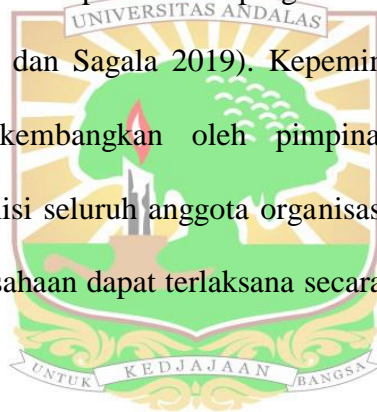 UNIVERSITAS ANDALAS
dan Sagala 2019). Kepemin
kembangkan oleh pimpina
isi seluruh anggota organisas
sahaan dapat terlaksana secara
UNTUK KEDJAJAAN BANGSA